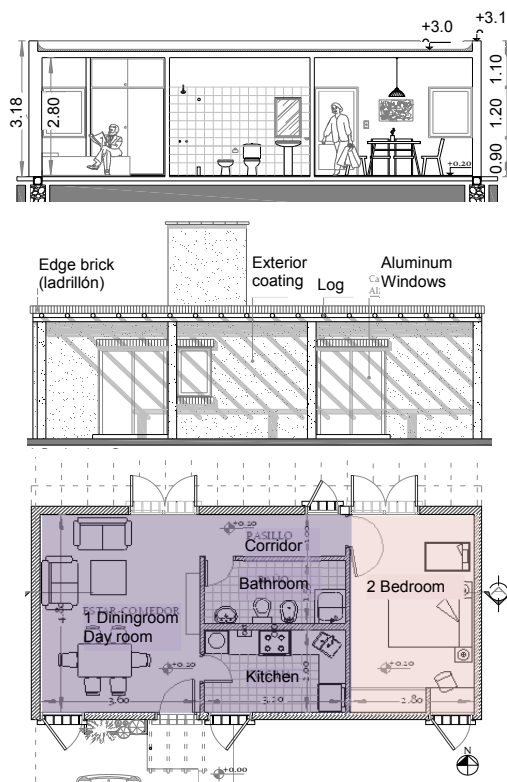 +3.0
+3.1
3.18
2.80
1.10
1.20
0.90
+0.20
Edge brick
(ladrillón)
Exterior
coating
Log
Aluminum
Windows
+0.20
PASILLO
Corridor
Bathroom
2 Bedroom
ESTAR-COMEDOR
1 Diningroom
Day room
+0.20
+0.20
Kitchen
3.60
3.20
2.80
N
+0.00